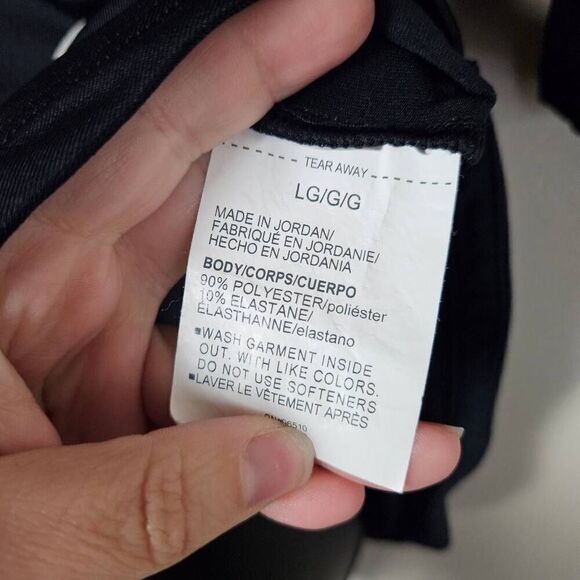 TEAR AWAY
LG/G/G
MADE IN JORDAN/
FABRIQUÉ EN JORDANIE/
HECHO EN JORDANIA
BODY/CORPS/CUERPO
90% POLYESTER/poliéster
10% ELASTANE/
ÉLASTHANNE/elastano
▪WASH GARMENT INSIDE
OUT. WITH LIKE COLORS.
DO NOT USE SOFTENERS
▪LAVER LE VÊTEMENT APRÈS